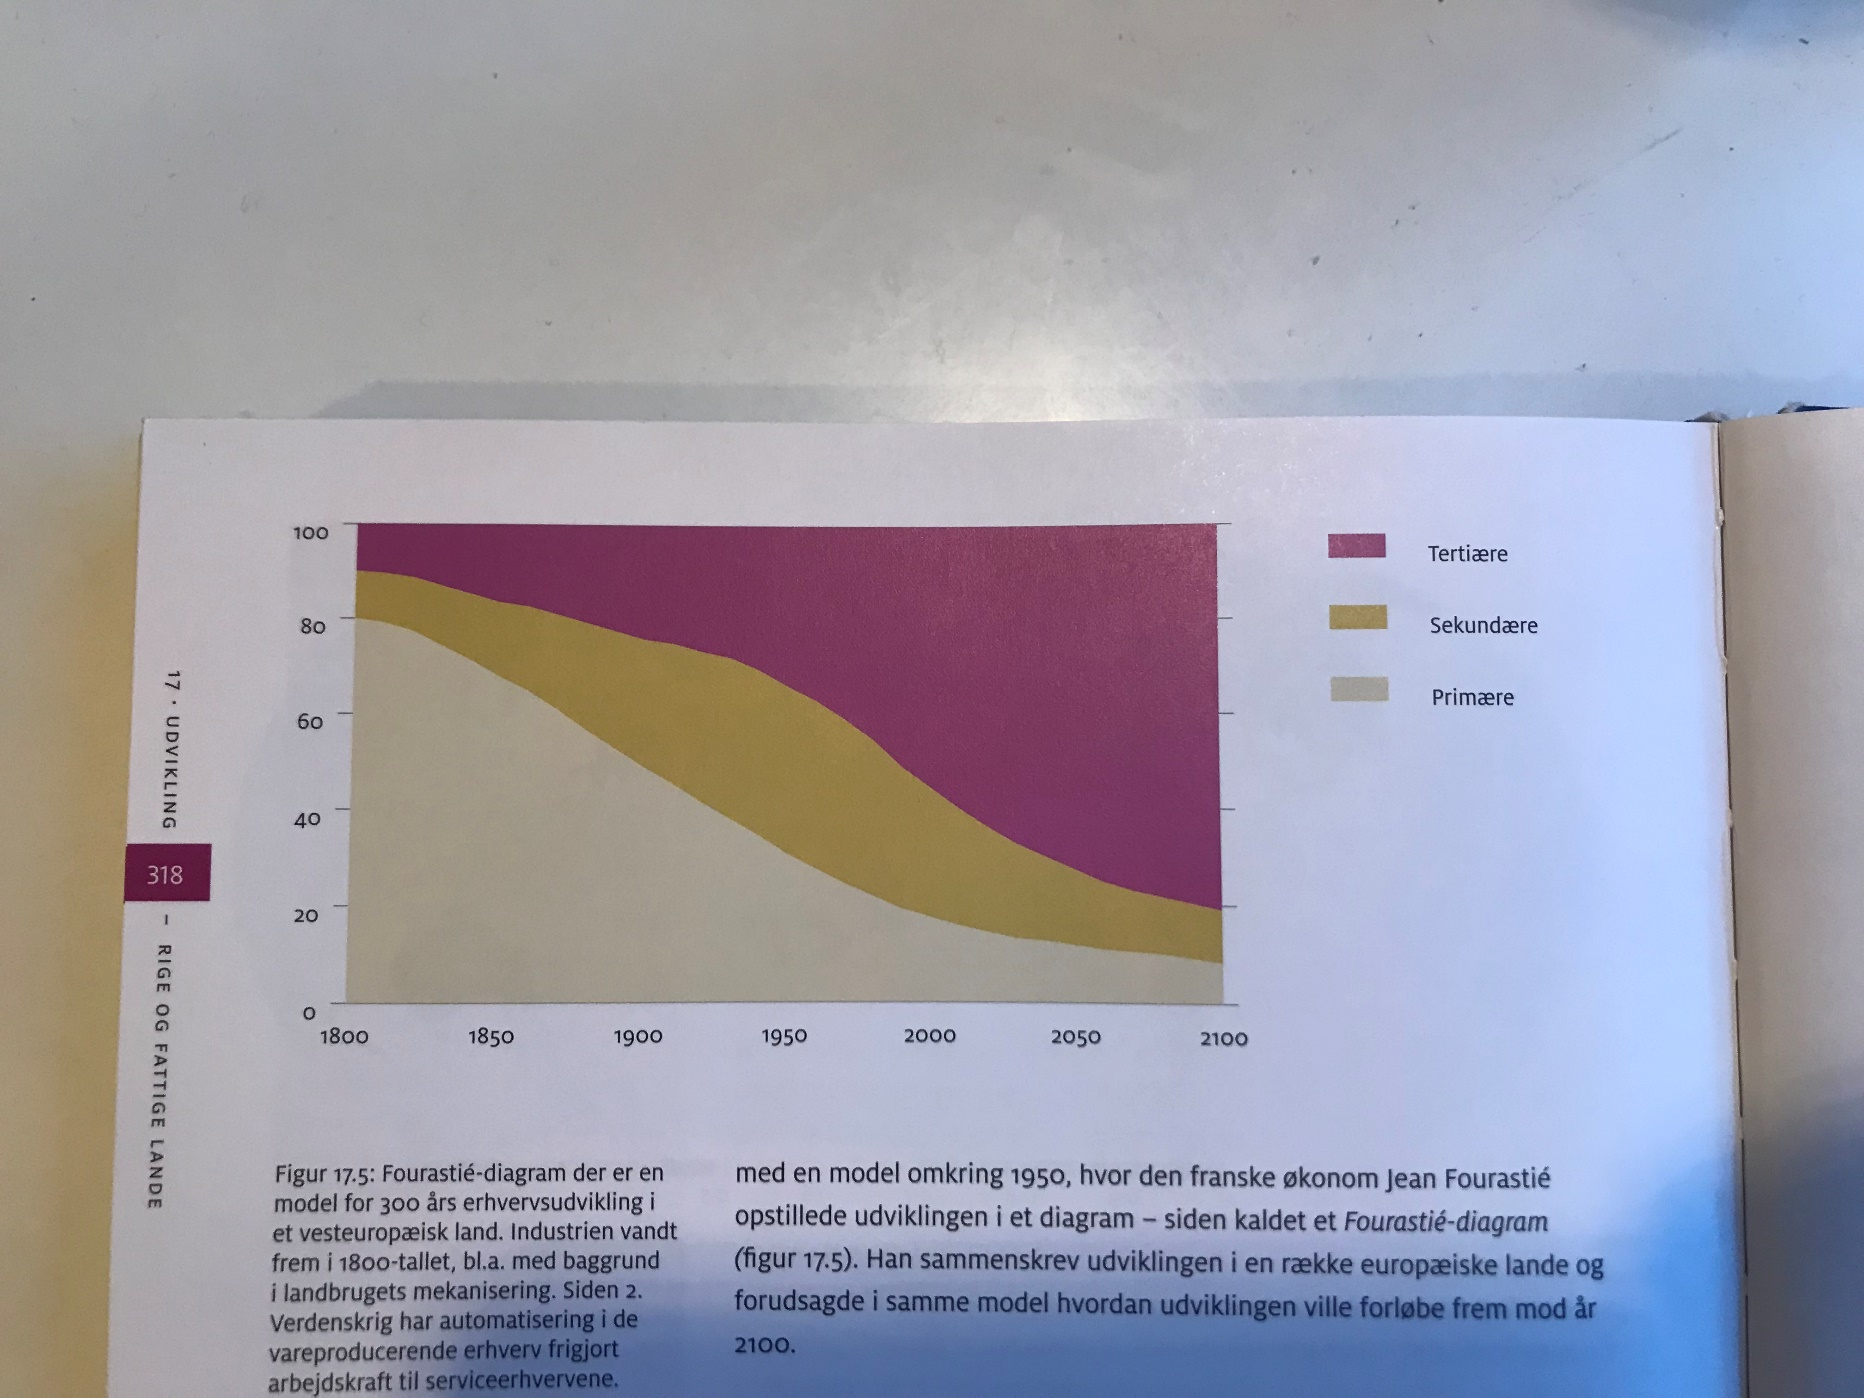 100
80
60
40
20
0
1800 1850 1900 1950 2000 2050 2100
Tertiære
Sekundære
Primære
17 · UDVIKLING
318
– RIGE OG FATTIGE LANDE
Figur 17.5: Fourastié-diagram der er en
model for 300 års erhvervsudvikling i
et vesteuropæisk land. Industrien vandt
frem i 1800-tallet, bl.a. med baggrund
i landbrugets mekanisering. Siden 2.
Verdenskrig har automatisering i de
vareproducerende erhverv frigjort
arbejdskraft til serviceerhvervene.
med en model omkring 1950, hvor den franske økonom Jean Fourastié
opstillede udviklingen i et diagram – siden kaldet et Fourastié-diagram
(figur 17.5). Han sammenskrev udviklingen i en række europæiske lande og
forudsagde i samme model hvordan udviklingen ville forløbe frem mod år
2100.